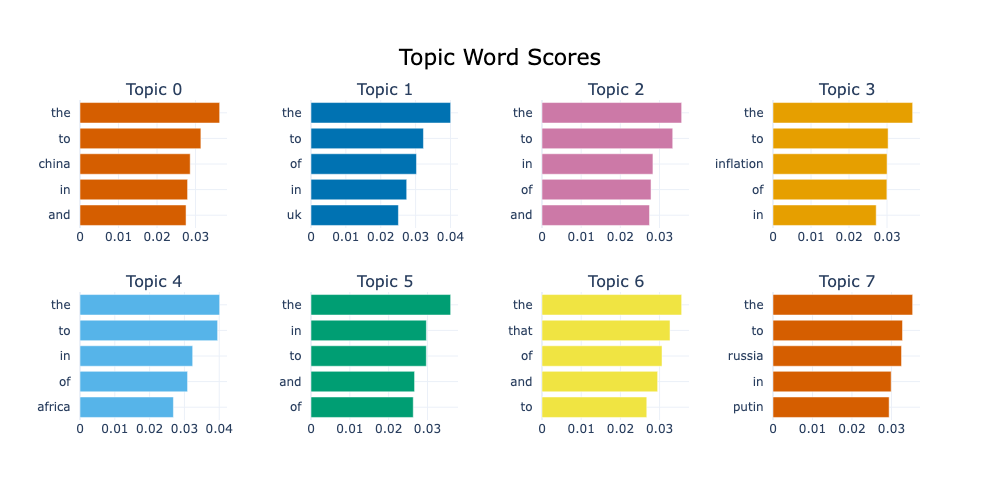 Topic Word Scores
Topic 0
the
to
china
in
and
0 0.01 0.02 0.03
Topic 1
the
to
of
in
uk
0 0.01 0.02 0.03 0.04
Topic 2
the
to
in
of
and
0 0.01 0.02 0.03
Topic 3
the
to
inflation
of
in
0 0.01 0.02 0.03
Topic 4
the
to
in
of
africa
0 0.01 0.02 0.03 0.04
Topic 5
the
in
to
and
of
0 0.01 0.02 0.03
Topic 6
the
that
of
and
to
0 0.01 0.02 0.03
Topic 7
the
to
russia
in
putin
0 0.01 0.02 0.03